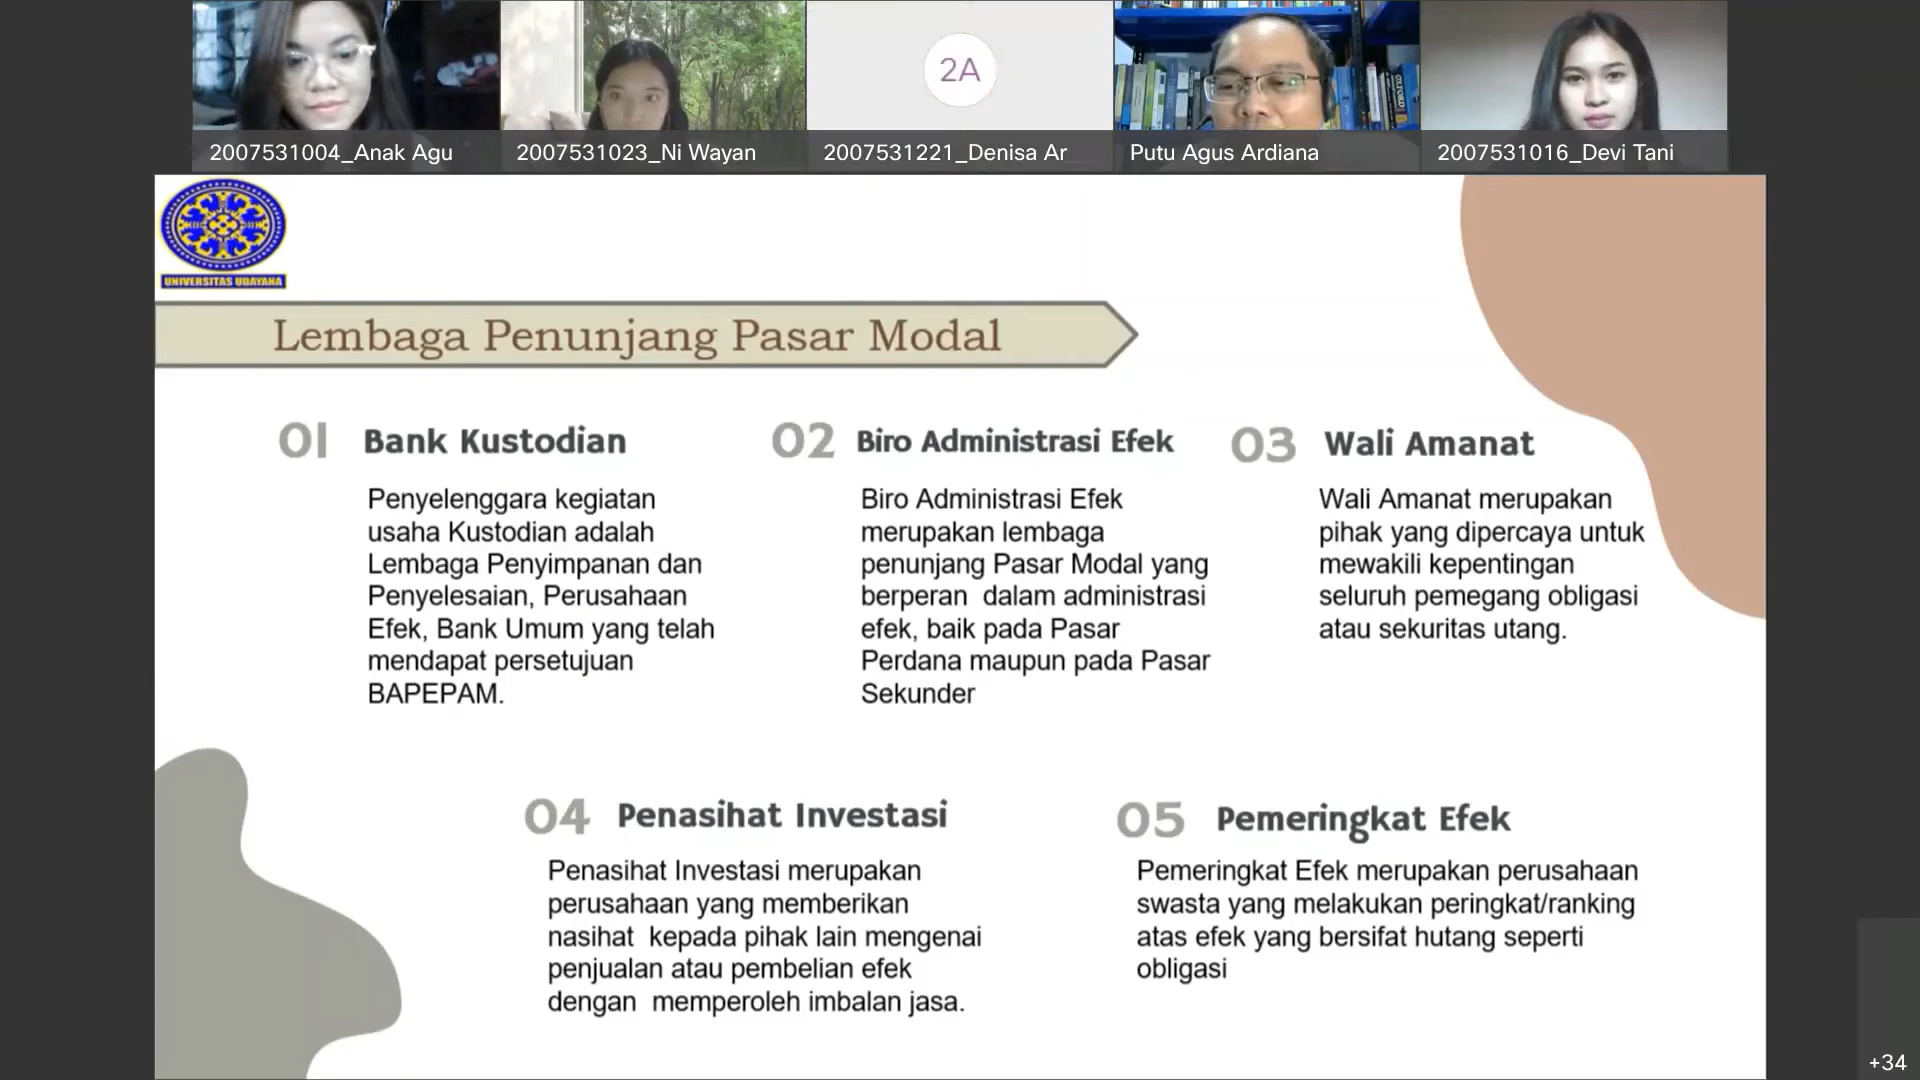 2007531004_Anak Agu
2007531023_Ni Wayan
2A
2007531221_Denisa Ar
Putu Agus Ardiana
2007531016_Devi Tani
OXFORD
UNIVERSITAS UDAYANA
Lembaga Penunjang Pasar Modal
01 Bank Kustodian
Penyelenggara kegiatan
usaha Kustodian adalah
Lembaga Penyimpanan dan
Penyelesaian, Perusahaan
Efek, Bank Umum yang telah
mendapat persetujuan
BAPEPAM.
02 Biro Administrasi Efek
Biro Administrasi Efek
merupakan lembaga
penunjang Pasar Modal yang
berperan dalam administrasi
efek, baik pada Pasar
Perdana maupun pada Pasar
Sekunder
03 Wali Amanat
Wali Amanat merupakan
pihak yang dipercaya untuk
mewakili kepentingan
seluruh pemegang obligasi
atau sekuritas utang.
04 Penasihat Investasi
Penasihat Investasi merupakan
perusahaan yang memberikan
nasihat kepada pihak lain mengenai
penjualan atau pembelian efek
dengan memperoleh imbalan jasa.
05 Pemeringkat Efek
Pemeringkat Efek merupakan perusahaan
swasta yang melakukan peringkat/ranking
atas efek yang bersifat hutang seperti
obligasi
+34